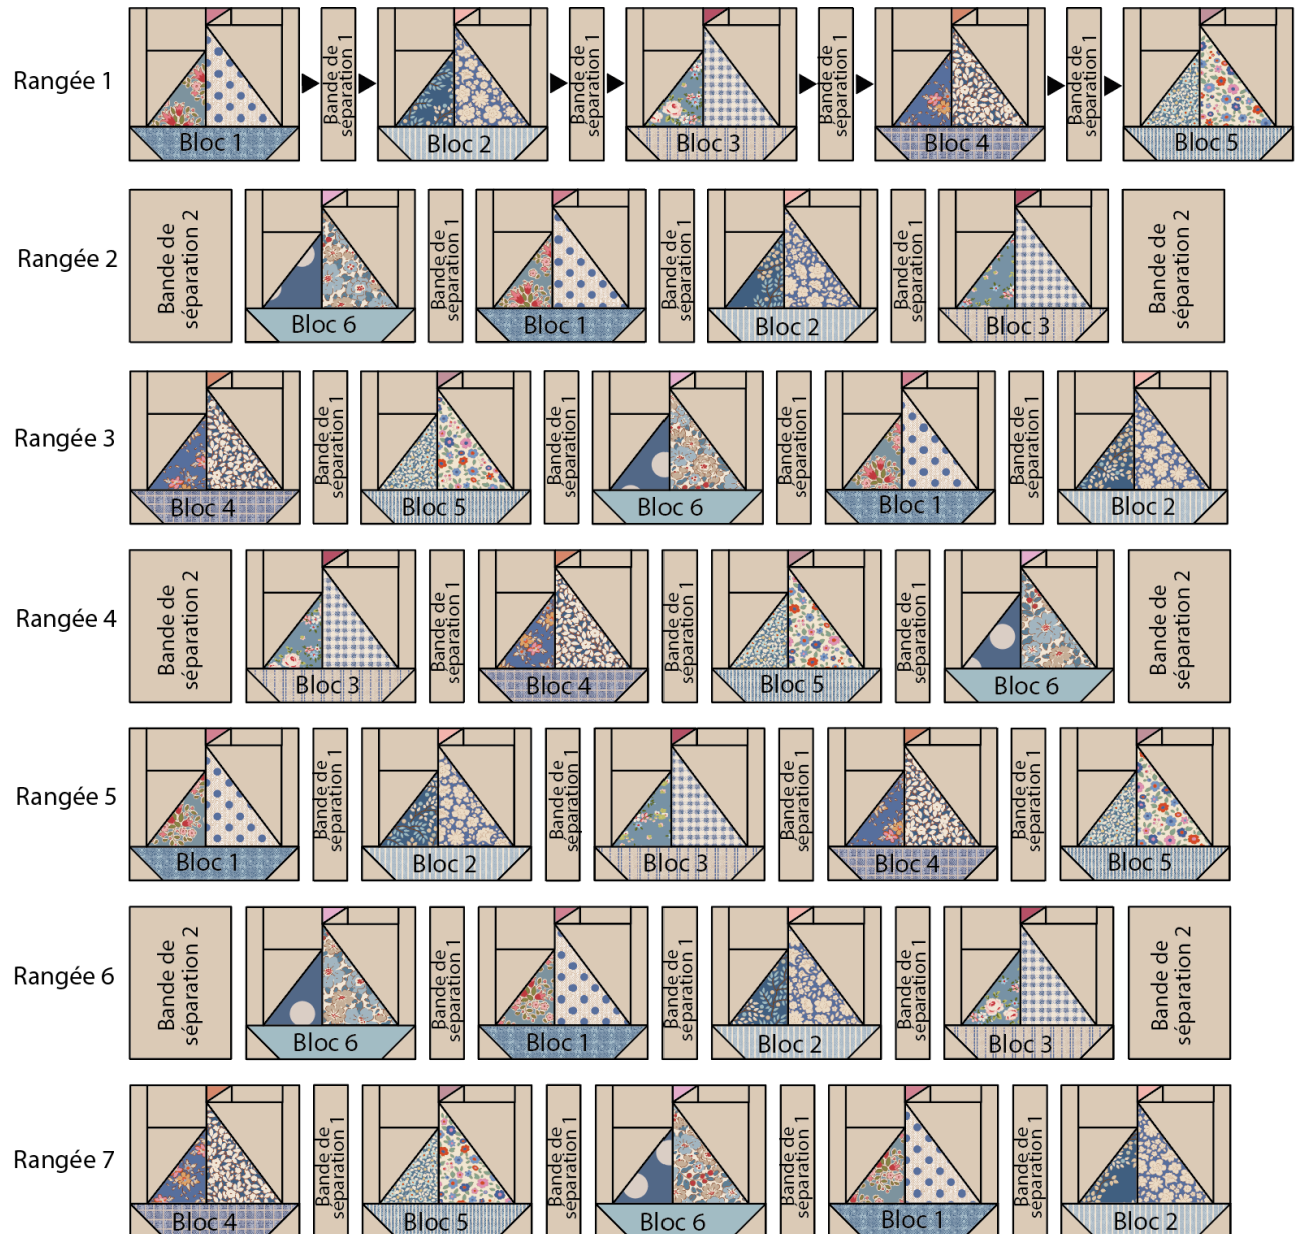 Rangée 1
Bloc 1
Bande de
séparation 1
Bloc 2
Bande de
séparation 1
Bloc 3
Bande de
séparation 1
Bloc 4
Bande de
séparation 1
Bloc 5
Rangée 2
Bande de
séparation 2
Bloc 6
Bande de
séparation 1
Bloc 1
Bande de
séparation 1
Bloc 2
Bande de
séparation 1
Bloc 3
Bande de
séparation 2
Rangée 3
Bloc 4
Bande de
séparation 1
Bloc 5
Bande de
séparation 1
Bloc 6
Bande de
séparation 1
Bloc 1
Bande de
séparation 1
Bloc 2
Rangée 4
Bande de
séparation 2
Bloc 3
Bande de
séparation 1
Bloc 4
Bande de
séparation 1
Bloc 5
Bande de
séparation 1
Bloc 6
Bande de
séparation 2
Rangée 5
Bloc 1
Bande de
séparation 1
Bloc 2
Bande de
séparation 1
Bloc 3
Bande de
séparation 1
Bloc 4
Bande de
séparation 1
Bloc 5
Rangée 6
Bande de
séparation 2
Bloc 6
Bande de
séparation 1
Bloc 1
Bande de
séparation 1
Bloc 2
Bande de
séparation 1
Bloc 3
Bande de
séparation 2
Rangée 7
Bloc 4
Bande de
séparation 1
Bloc 5
Bande de
séparation 1
Bloc 6
Bande de
séparation 1
Bloc 1
Bande de
séparation 1
Bloc 2